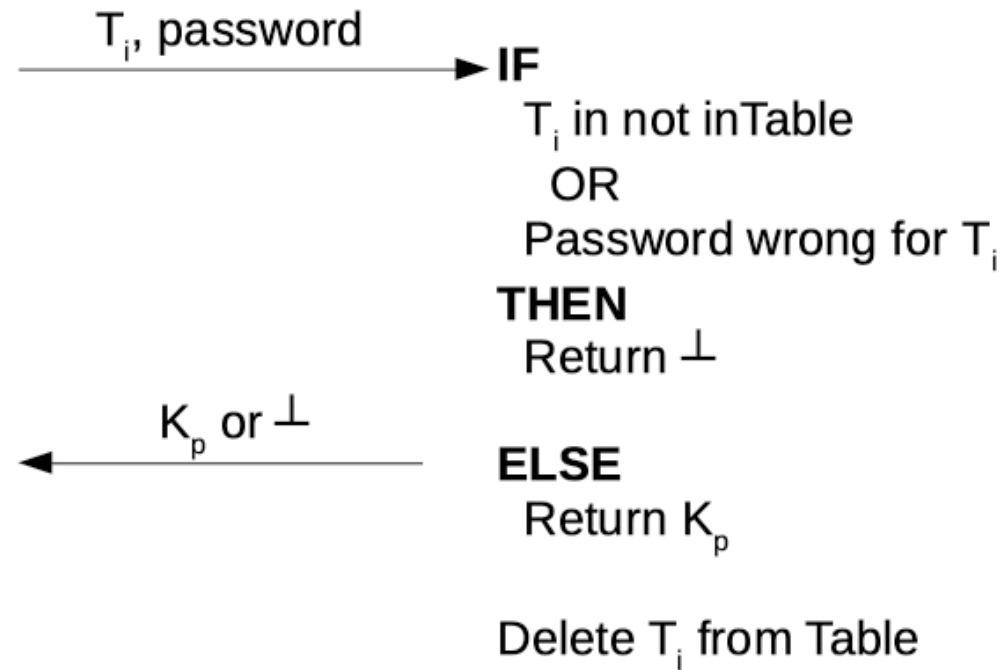 Tᵢ, password
IF
Tᵢ in not inTable
OR
Password wrong for Tᵢ
THEN
Return ⊥
Kₚ or ⊥
ELSE
Return Kₚ
Delete Tᵢ from Table